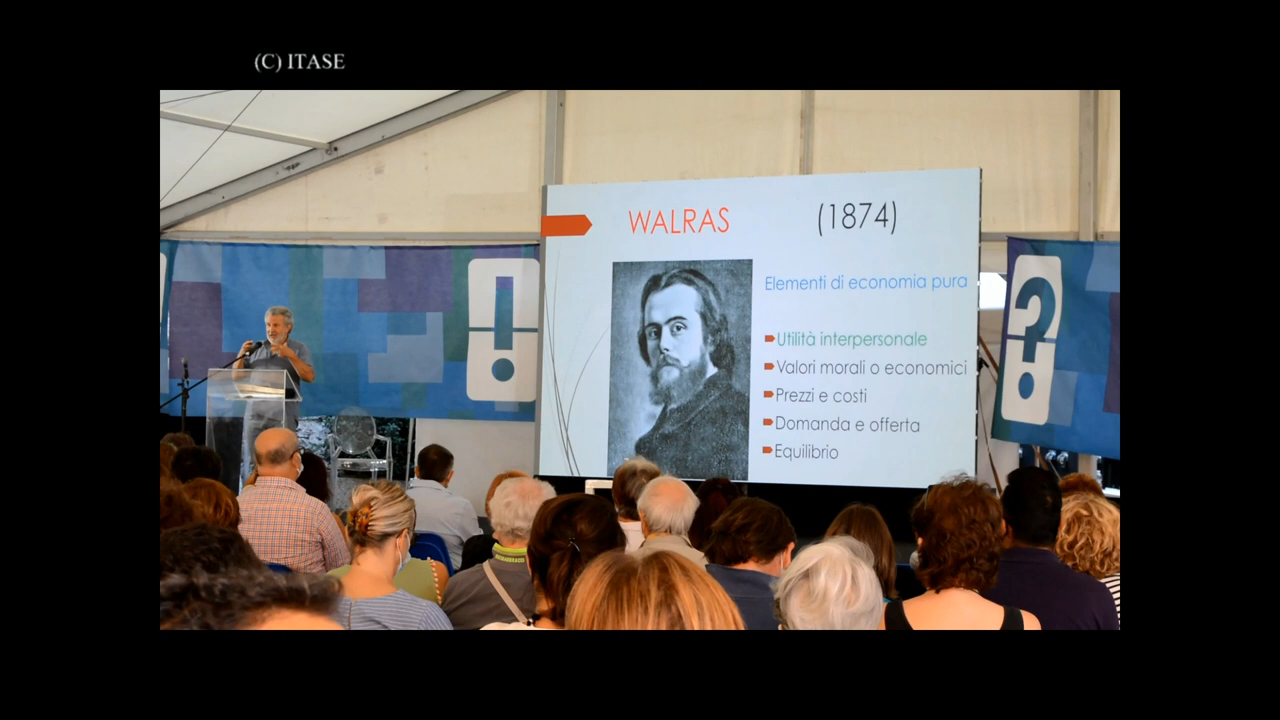 (C) ITASE
WALRAS (1874)
Elementi di economia pura
Utilità interpersonale
Valori morali o economici
Prezzi e costi
Domanda e offerta
Equilibrio
!
?